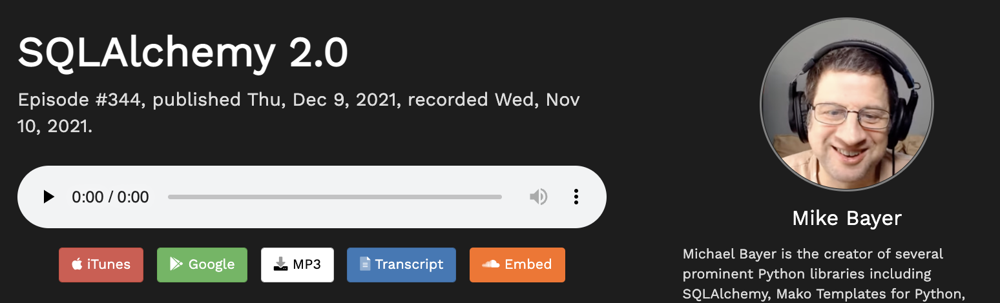 SQLAlchemy 2.0
Episode #344, published Thu, Dec 9, 2021, recorded Wed, Nov
10, 2021.
0:00 / 0:00
iTunes
Google
MP3
Transcript
Embed
Mike Bayer
Michael Bayer is the creator of several
prominent Python libraries including
SQLAlchemy, Mako Templates for Python,